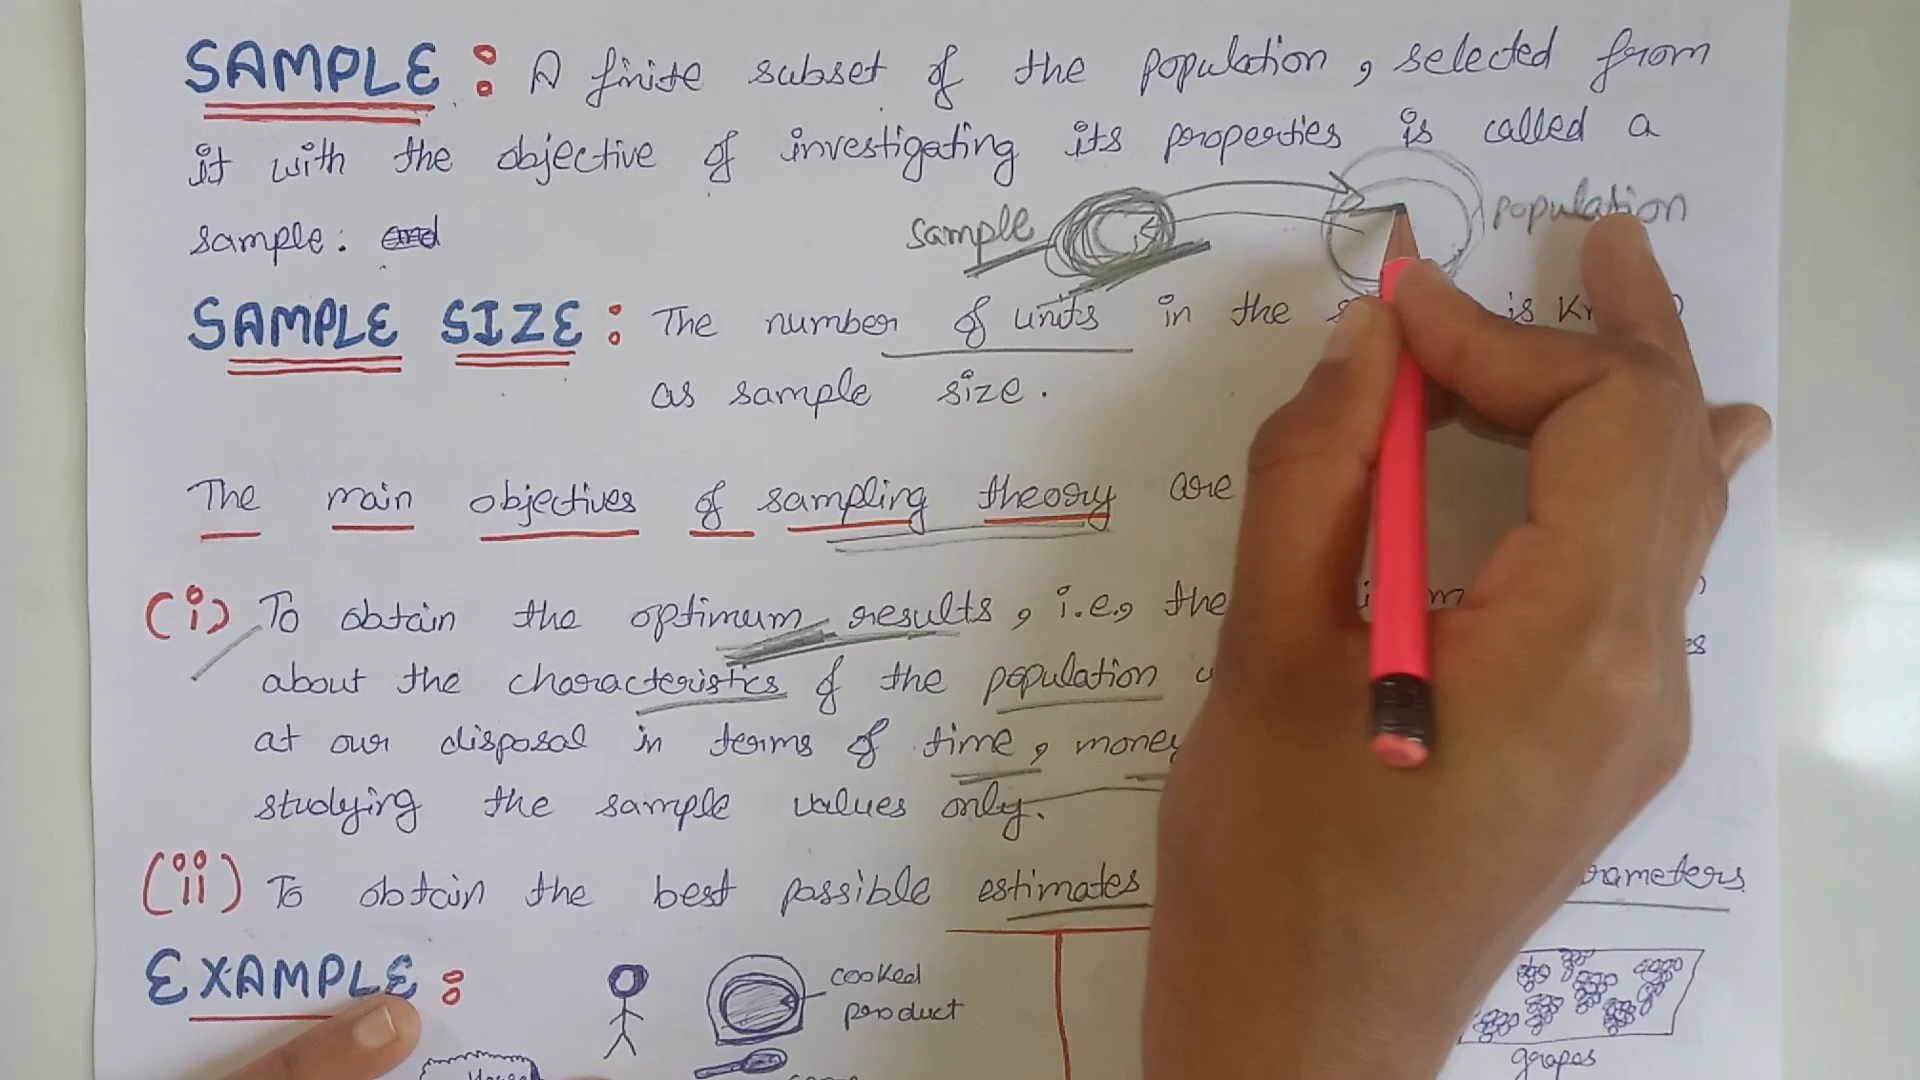 SAMPLE : A finite subset of the population, selected from
it with the objective of investigating its properties is called a
sample.
sample
population
SAMPLE SIZE : The number of units in the is
as sample size.
The main objectives of sampling theory are
(i) To obtain the optimum results, i.e., the
about the characteristics of the population
at our disposal in terms of time, money
studying the sample values only.
(ii) To obtain the best possible estimates
EXAMPLE :
cooked
product
grapes